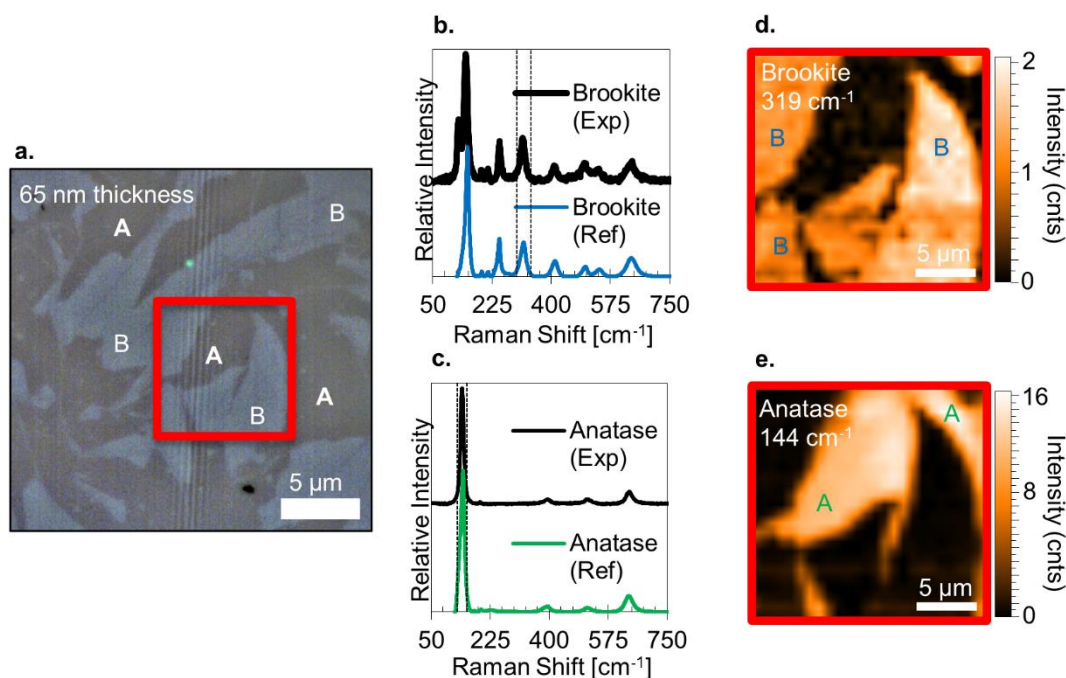 a.
65 nm thickness
A
B
B
A
B
A
5 μm
b.
Relative Intensity
Brookite
(Exp)
Brookite
(Ref)
50 225 400 575 750
Raman Shift [cm⁻¹]
c.
Relative Intensity
Anatase
(Exp)
Anatase
(Ref)
50 225 400 575 750
Raman Shift [cm⁻¹]
d.
Brookite
319 cm⁻¹
B
B
B
5 μm
2
1
0
Intensity (cnts)
e.
Anatase
144 cm⁻¹
A
A
5 μm
16
8
0
Intensity (cnts)